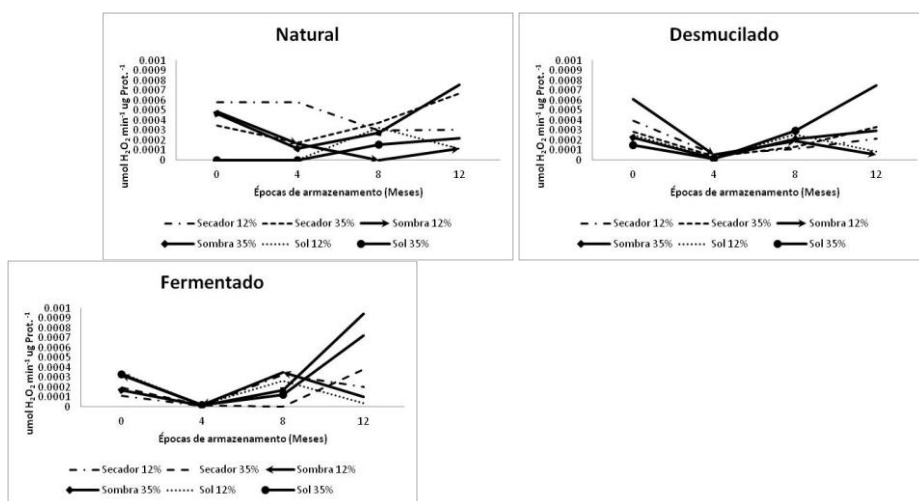 Natural
umol H₂O₂ min⁻¹ ug Prot.⁻¹
0.001
0.0009
0.0008
0.0007
0.0006
0.0005
0.0004
0.0003
0.0002
0.0001
0
0 4 8 12
Épocas de armazenamento (Meses)
Secador 12% Secador 35% Sombra 12%
Sombra 35% Sol 12% Sol 35%
Desmucilado
umol H₂O₂ min⁻¹ ug Prot.⁻¹
0.001
0.0009
0.0008
0.0007
0.0006
0.0005
0.0004
0.0003
0.0002
0.0001
0
0 4 8 12
Épocas de armazenamento (Meses)
Secador 12% Secador 35% Sombra 12%
Sombra 35% Sol 12% Sol 35%
Fermentado
umol H₂O₂ min⁻¹ ug Prot.⁻¹
0.001
0.0009
0.0008
0.0007
0.0006
0.0005
0.0004
0.0003
0.0002
0.0001
0
0 4 8 12
Épocas de armazenamento (Meses)
Secador 12% Secador 35% Sombra 12%
Sombra 35% Sol 12% Sol 35%